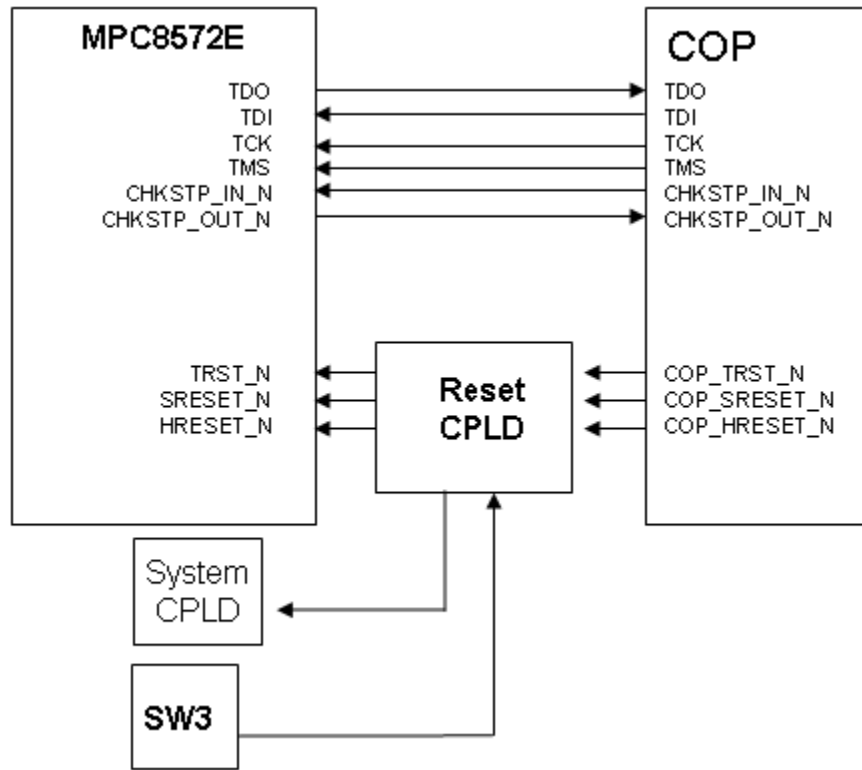 MPC8572E
TDO
TDI
TCK
TMS
CHKSTP_IN_N
CHKSTP_OUT_N
TRST_N
SRESET_N
HRESET_N
COP
TDO
TDI
TCK
TMS
CHKSTP_IN_N
CHKSTP_OUT_N
COP_TRST_N
COP_SRESET_N
COP_HRESET_N
Reset
CPLD
System
CPLD
SW3